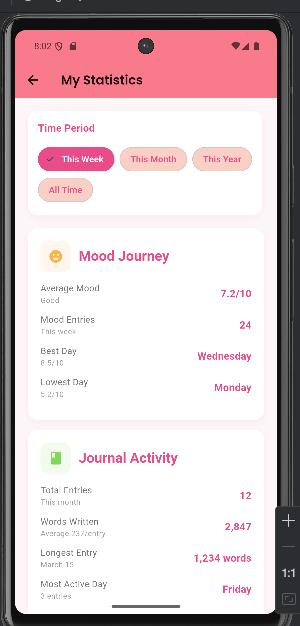 8:02
My Statistics
Time Period
This Week
This Month
This Year
All Time
Mood Journey
Average Mood
Good
7.2/10
Mood Entries
This week
24
Best Day
8.5/10
Wednesday
Lowest Day
5.2/10
Monday
Journal Activity
Total Entries
This month
12
Words Written
Average 237/entry
2,847
Longest Entry
March 15
1,234 words
Most Active Day
3 entries
Friday
1:1